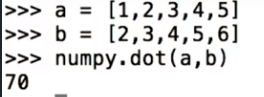 >>> a = [1,2,3,4,5]
>>> b = [2,3,4,5,6]
>>> numpy.dot(a,b)
70